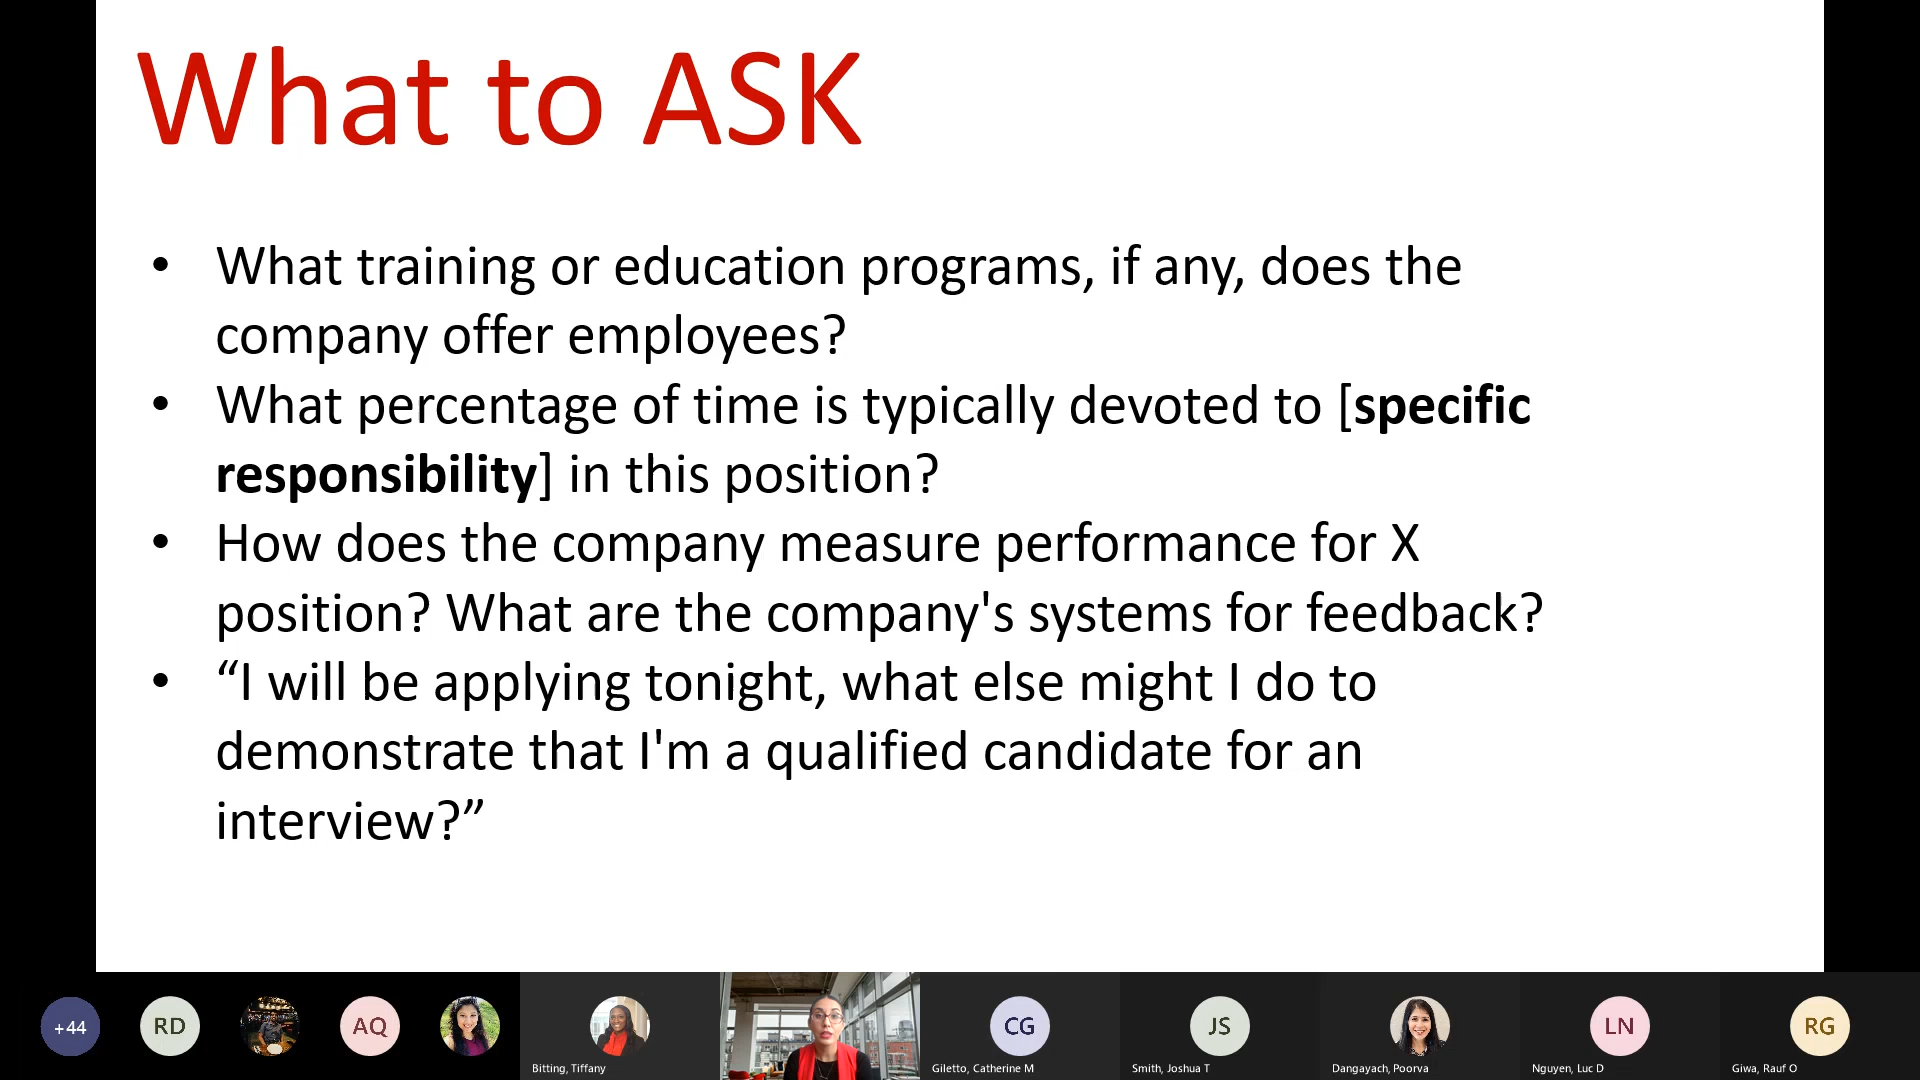 What to ASK
• What training or education programs, if any, does the
company offer employees?
• What percentage of time is typically devoted to [specific
responsibility] in this position?
• How does the company measure performance for X
position? What are the company's systems for feedback?
• “I will be applying tonight, what else might I do to
demonstrate that I'm a qualified candidate for an
interview?”
+44
RD
AQ
CG
JS
LN
RG
Bitting, Tiffany
Giletto, Catherine M
Smith, Joshua T
Dangayach, Poorva
Nguyen, Luc D
Giwa, Rauf O